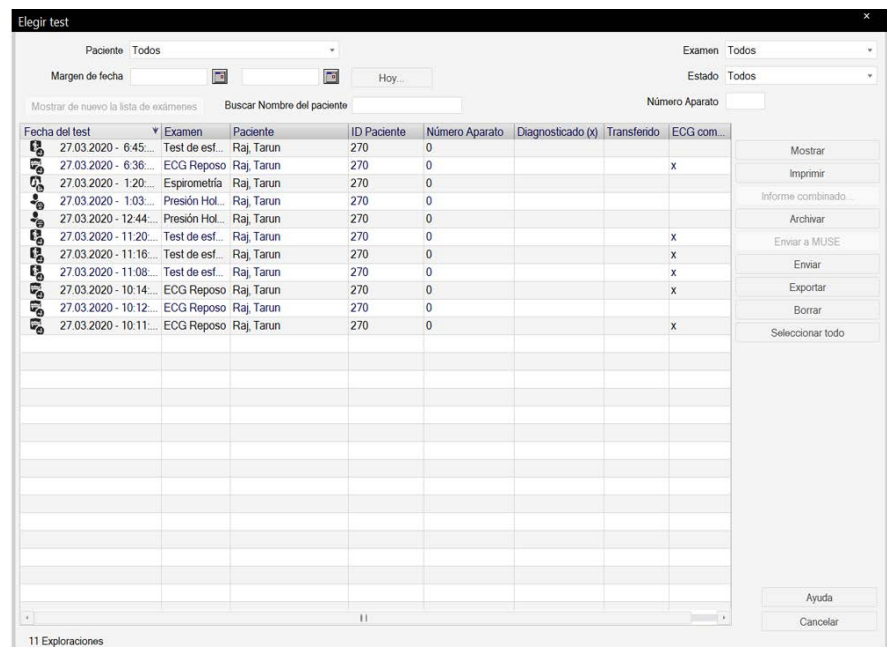 Elegir test
Paciente Todos Examen Todos
Margen de fecha Hoy... Estado Todos
Mostrar de nuevo la lista de exámenes Buscar Nombre del paciente Número Aparato
Fecha del test Examen Paciente ID Paciente Número Aparato Diagnosticado (x) Transferido ECG com...
27.03.2020 - 6:45:... Test de esf... Raj, Tarun 270 0
27.03.2020 - 6:36:... ECG Reposo Raj, Tarun 270 0 x
27.03.2020 - 1:20:... Espirometría Raj, Tarun 270 0
27.03.2020 - 1:03:... Presión Hol... Raj, Tarun 270 0
27.03.2020 - 12:44:... Presión Hol... Raj, Tarun 270 0
27.03.2020 - 11:20:... Test de esf... Raj, Tarun 270 0 x
27.03.2020 - 11:16:... Test de esf... Raj, Tarun 270 0 x
27.03.2020 - 11:08:... Test de esf... Raj, Tarun 270 0 x
27.03.2020 - 10:14:... ECG Reposo Raj, Tarun 270 0 x
27.03.2020 - 10:12:... ECG Reposo Raj, Tarun 270 0
27.03.2020 - 10:11:... ECG Reposo Raj, Tarun 270 0 x
Mostrar
Imprimir
Informe combinado...
Archivar
Enviar a MUSE
Enviar
Exportar
Borrar
Seleccionar todo
Ayuda
Cancelar
11 Exploraciones